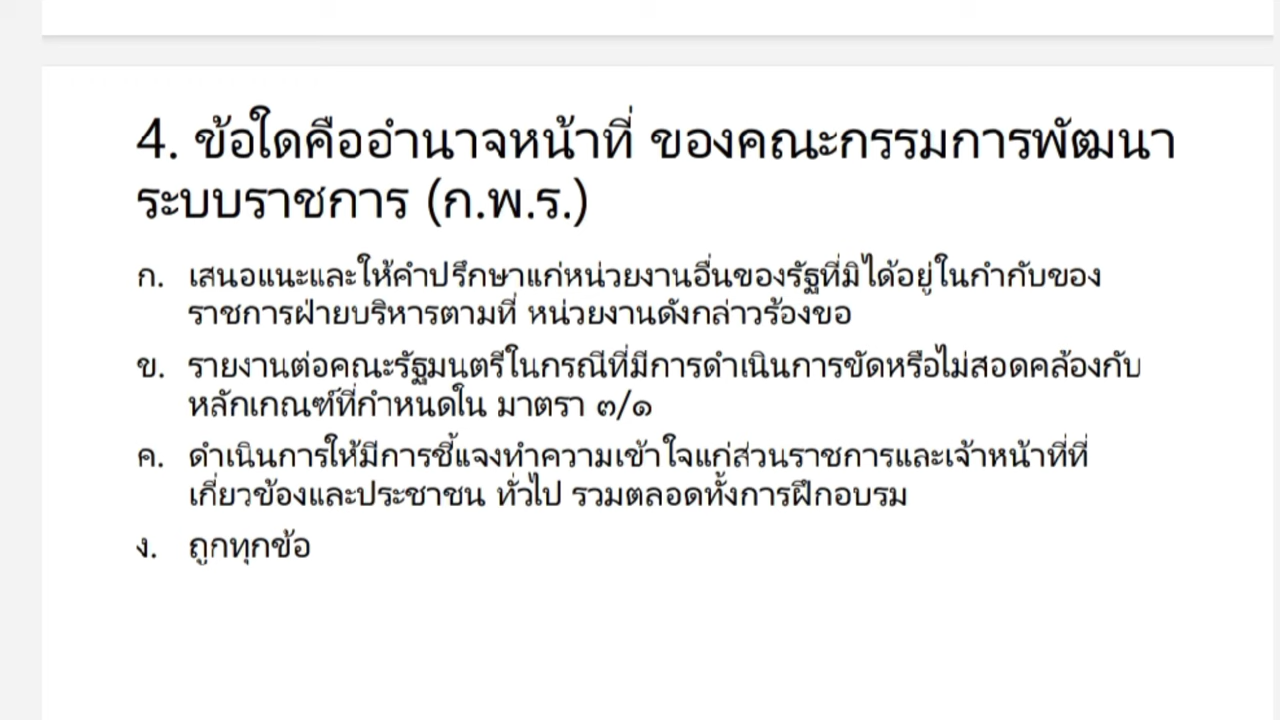 4. ข้อใดคืออำนาจหน้าที่ ของคณะกรรมการพัฒนา
ระบบราชการ (ก.พ.ร.)
ก. เสนอแนะและให้คำปรึกษาแก่หน่วยงานอื่นของรัฐที่มิได้อยู่ในกำกับของ
ราชการฝ่ายบริหารตามที่ หน่วยงานดังกล่าวร้องขอ
ข. รายงานต่อคณะรัฐมนตรีในกรณีที่มีการดำเนินการขัดหรือไม่สอดคล้องกับ
หลักเกณฑ์ที่กำหนดใน มาตรา ๓/๑
ค. ดำเนินการให้มีการชี้แจงทำความเข้าใจแก่ส่วนราชการและเจ้าหน้าที่ที่
เกี่ยวข้องและประชาชน ทั่วไป รวมตลอดทั้งการฝึกอบรม
ง. ถูกทุกข้อ